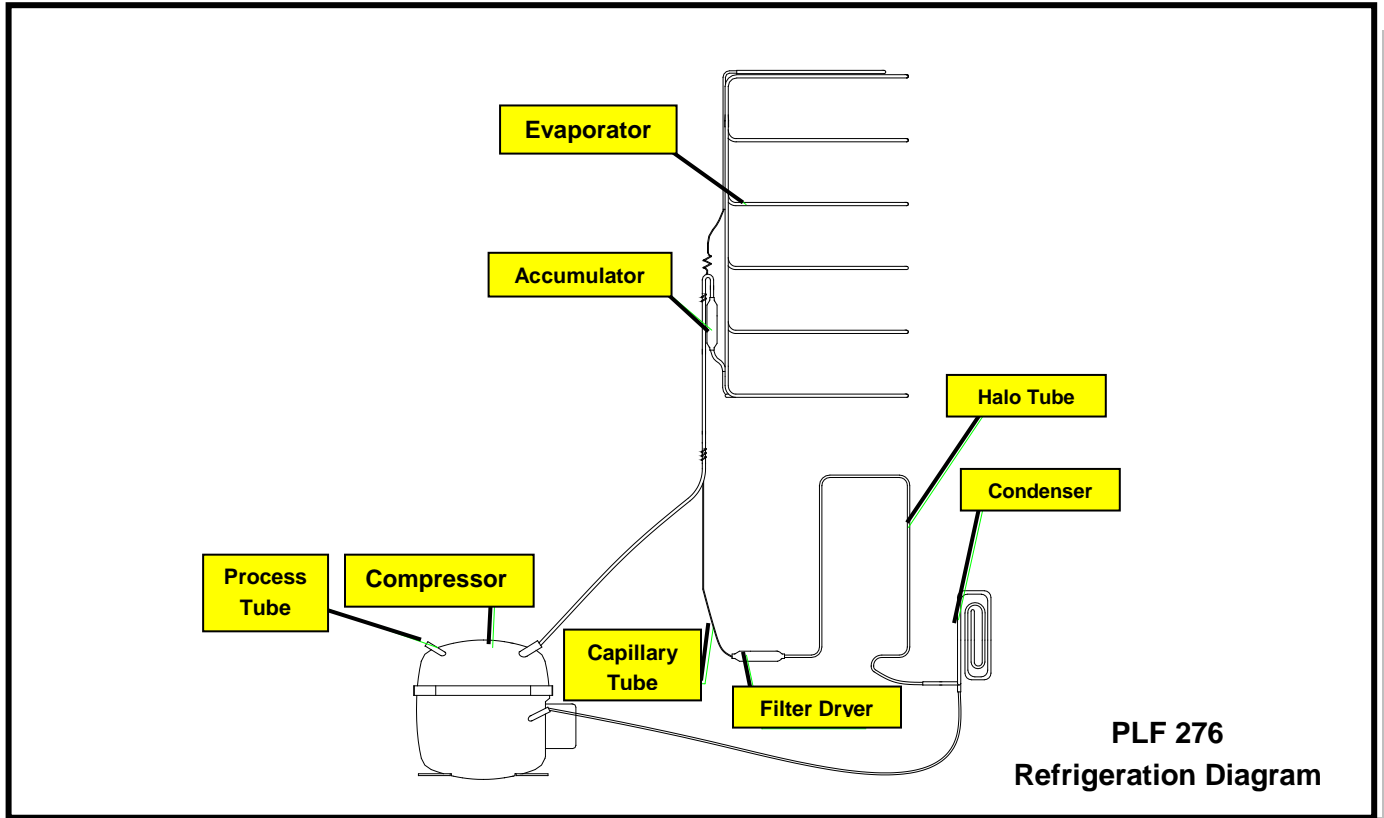 Evaporator
Accumulator
Halo Tube
Condenser
Process
Tube
Compressor
Capillary
Tube
Filter Dryer
PLF 276
Refrigeration Diagram